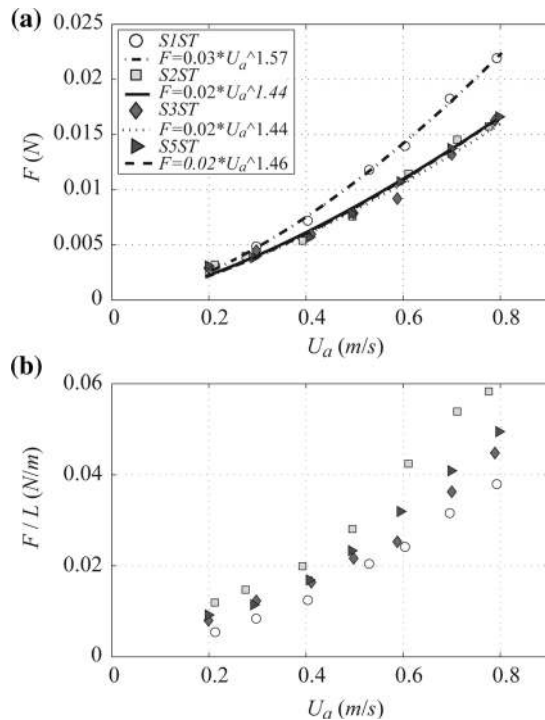 (a)
0.025
0.02
0.015
0.01
0.005
0
F (N)
S1ST
F=0.03*U_a^1.57
S2ST
F=0.02*U_a^1.44
S3ST
F=0.02*U_a^1.44
S5ST
F=0.02*U_a^1.46
0.2 0.4 0.6 0.8
U_a (m/s)
(b)
0.06
0.04
0.02
0
F / L (N/m)
0 0.2 0.4 0.6 0.8
U_a (m/s)